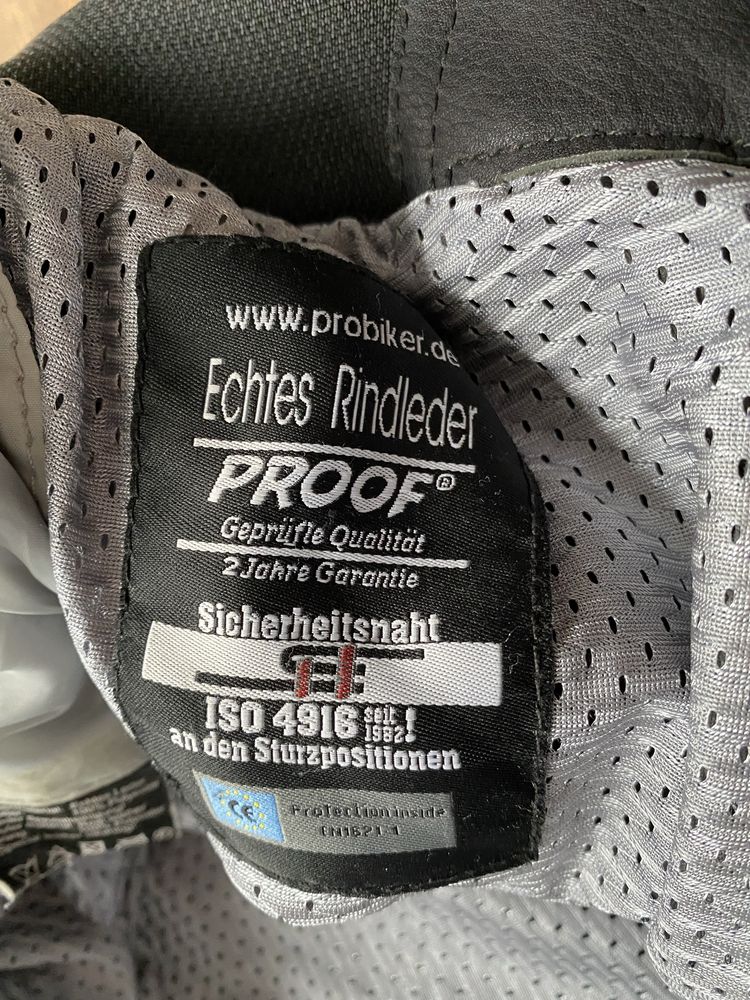 www.probiker.de
Echtes Rindleder
PROOF®
Geprüfte Qualität
2 Jahre Garantie
Sicherheitsnaht
ISO 4916 seit 1982!
an den Sturzpositionen
CE Protection inside
EN1621-1